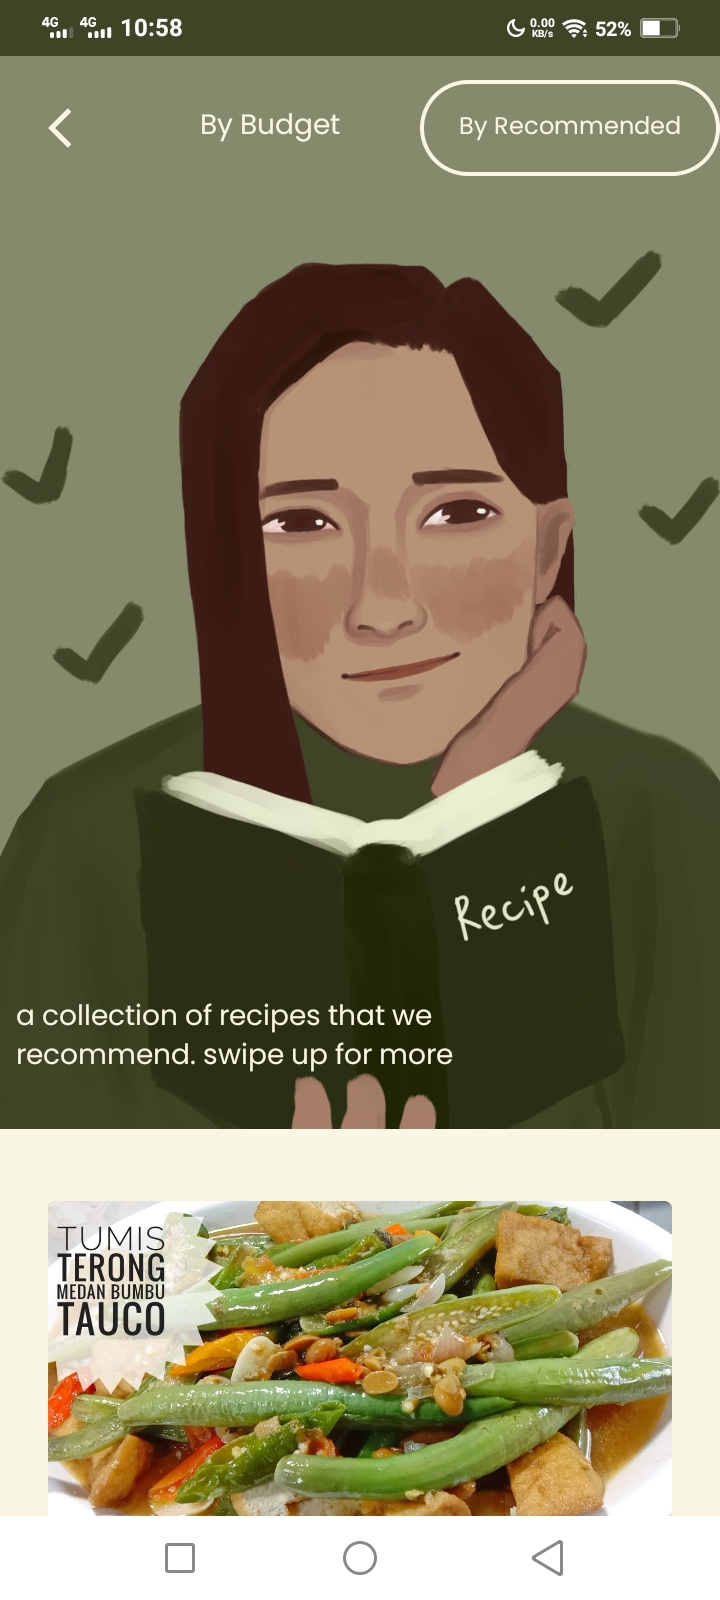 4G 4G 10:58 0.00 KB/s 52%
By Budget By Recommended
Recipe
a collection of recipes that we
recommend. swipe up for more
TUMIS
TERONG
MEDAN BUMBU
TAUCO